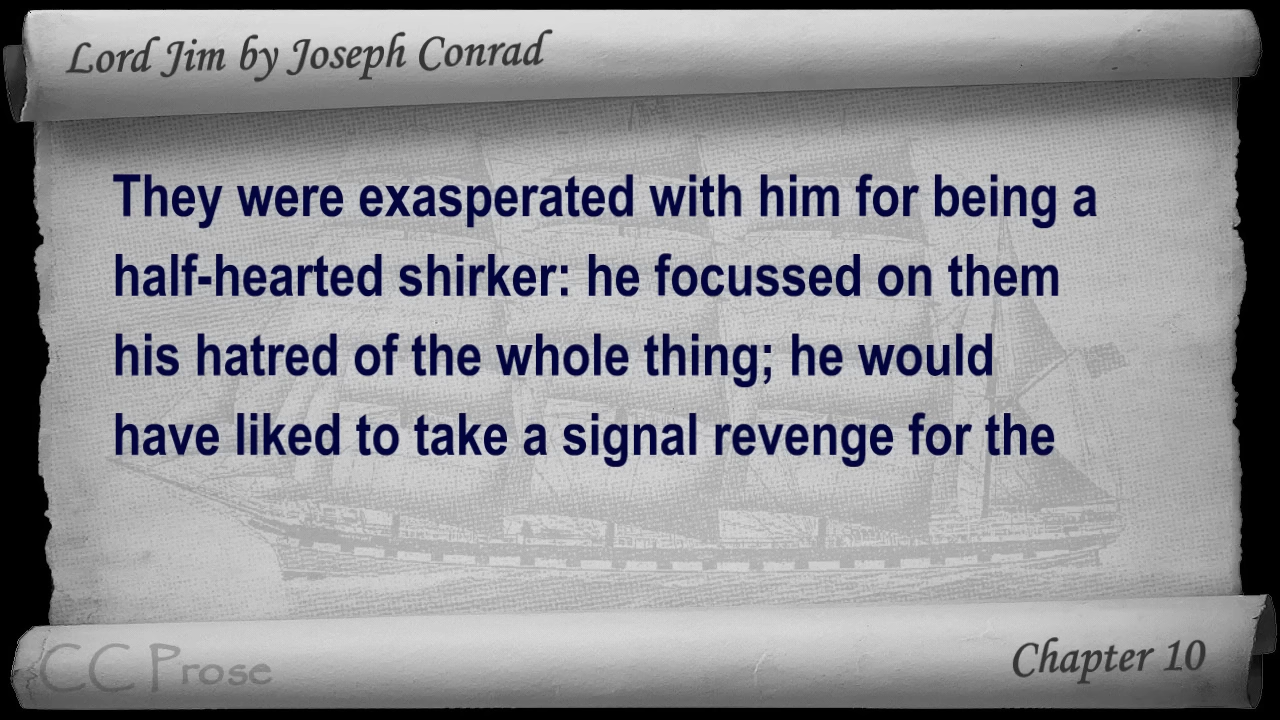 Lord Jim by Joseph Conrad
They were exasperated with him for being a
half-hearted shirker: he focussed on them
his hatred of the whole thing; he would
have liked to take a signal revenge for the
CC Prose
Chapter 10